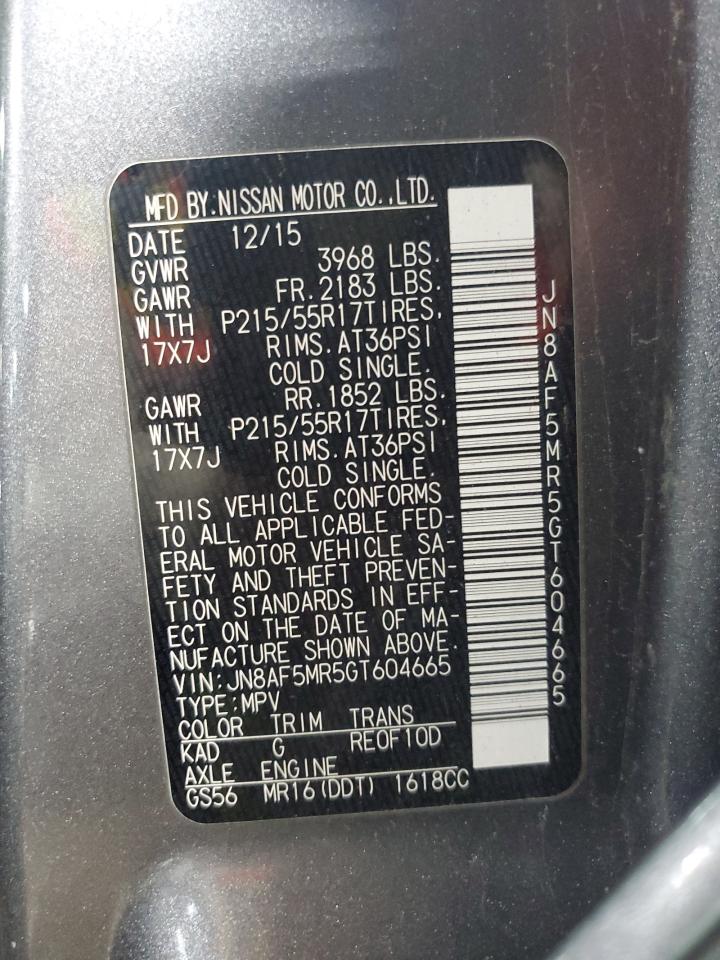 MFD BY.NISSAN MOTOR CO.,LTD.
DATE 12/15
GVWR 3968 LBS.
GAWR FR.2183 LBS.
WITH P215/55R17TIRES,
17X7J RIMS.AT36PSI
COLD SINGLE.
GAWR RR.1852 LBS.
WITH P215/55R17TIRES,
17X7J RIMS.AT36PSI
COLD SINGLE.
THIS VEHICLE CONFORMS
TO ALL APPLICABLE FED-
ERAL MOTOR VEHICLE SA-
FETY AND THEFT PREVEN-
TION STANDARDS IN EFF-
ECT ON THE DATE OF MA-
NUFACTURE SHOWN ABOVE.
VIN:JN8AF5MR5GT604665
TYPE:MPV
COLOR TRIM TRANS
KAD G REOF10D
AXLE ENGINE
GS56 MR16(DDT) 1618CC
JN8AF5MR5GT604665